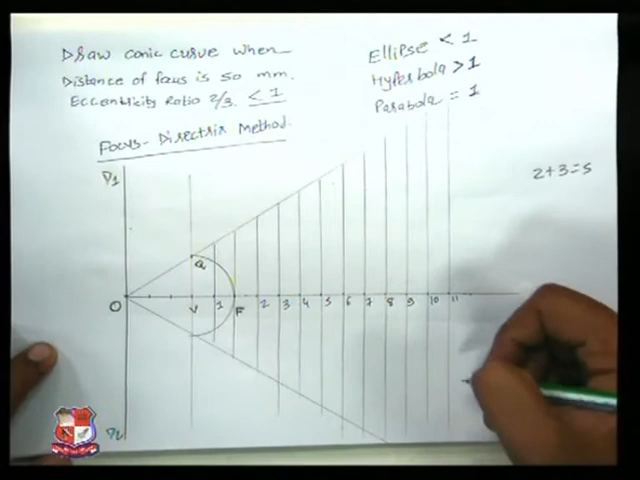 Draw conic curve when
Distance of focus is 50 mm.
Eccentricity Ratio 2/3. < 1
Focus-Directrix Method.
Ellipse < 1
Hyperbola > 1
Parabola = 1
2+3=5
D1
Q
O V 1 F 2 3 4 5 6 7 8 9 10 11